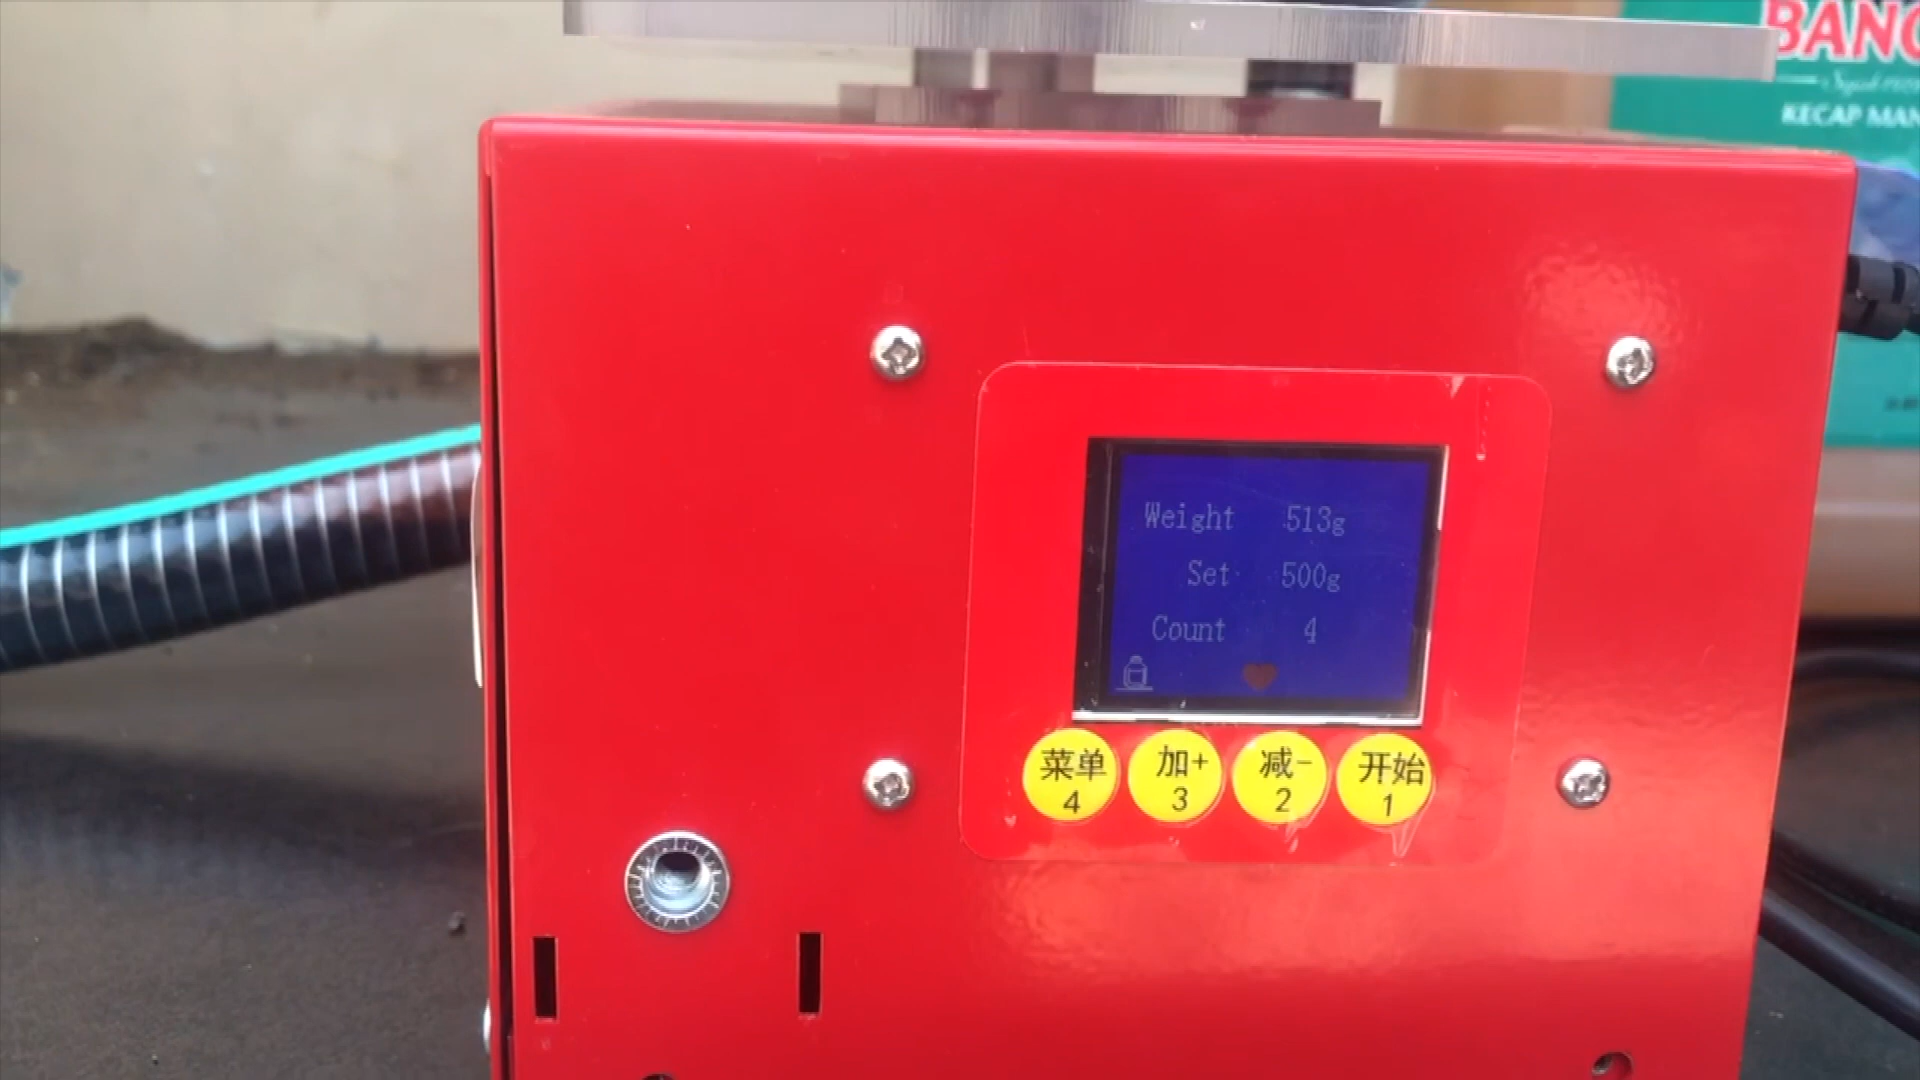 BANG
KECAP MAN
Weight 513g
Set 500g
Count 4
菜单 加+ 减- 开始
4 3 2 1